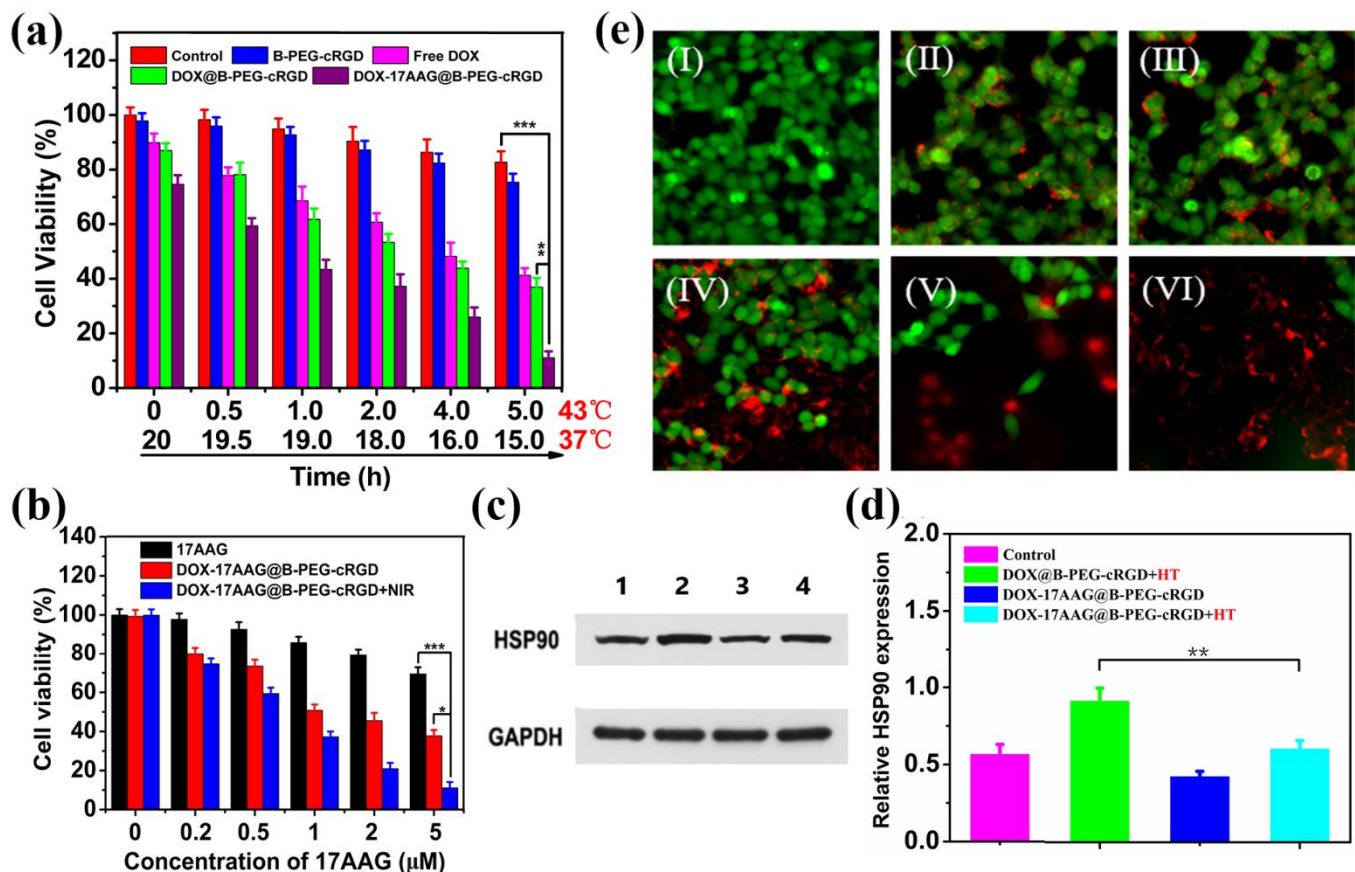 (a)
120
100
80
60
40
20
0
Cell Viability (%)
Control B-PEG-cRGD Free DOX
DOX@B-PEG-cRGD DOX-17AAG@B-PEG-cRGD
***
**
0 0.5 1.0 2.0 4.0 5.0 43℃
20 19.5 19.0 18.0 16.0 15.0 37℃
Time (h)
(e)
(I) (II) (III)
(IV) (V) (VI)
(b)
140
120
100
80
60
40
20
0
Cell viability (%)
17AAG
DOX-17AAG@B-PEG-cRGD
DOX-17AAG@B-PEG-cRGD+NIR
***
*
0 0.2 0.5 1 2 5
Concentration of 17AAG (μM)
(c)
1 2 3 4
HSP90
GAPDH
(d)
2.0
1.5
1.0
0.5
0.0
Relative HSP90 expression
Control
DOX@B-PEG-cRGD+HT
DOX-17AAG@B-PEG-cRGD
DOX-17AAG@B-PEG-cRGD+HT
**